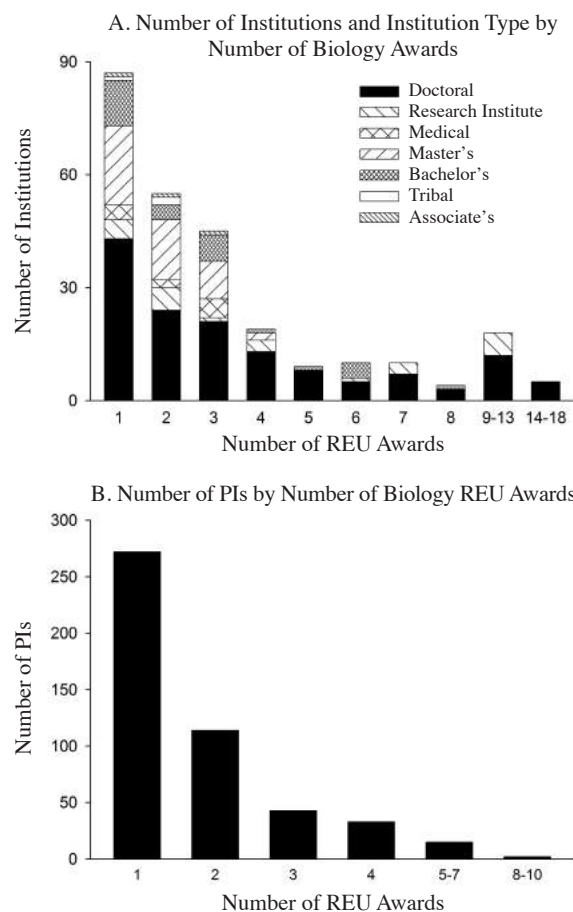 A. Number of Institutions and Institution Type by
Number of Biology Awards
90
60
30
0
Number of Institutions
Doctoral
Research Institute
Medical
Master's
Bachelor's
Tribal
Associate's
1 2 3 4 5 6 7 8 9-13 14-18
Number of REU Awards
B. Number of PIs by Number of Biology REU Awards
300
250
200
150
100
50
0
Number of PIs
1 2 3 4 5-7 8-10
Number of REU Awards